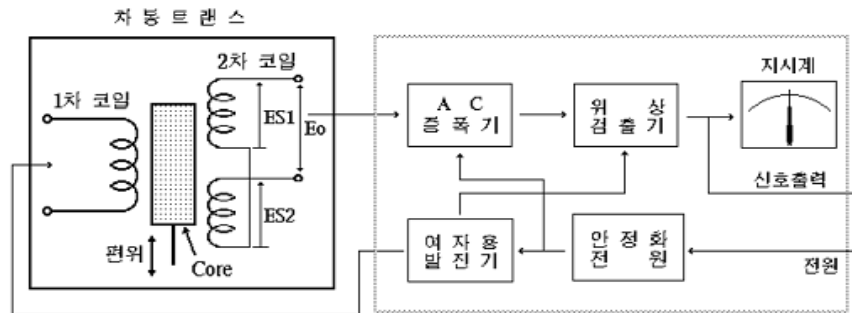 차 동 트 랜 스
2차 코일
1차 코일
ES1
Eo
ES2
편위
Core
A C
증 폭 기
위 상
검 출 기
지시계
신호출력
여 자 용
발 진 기
안 정 화
전 원
전원